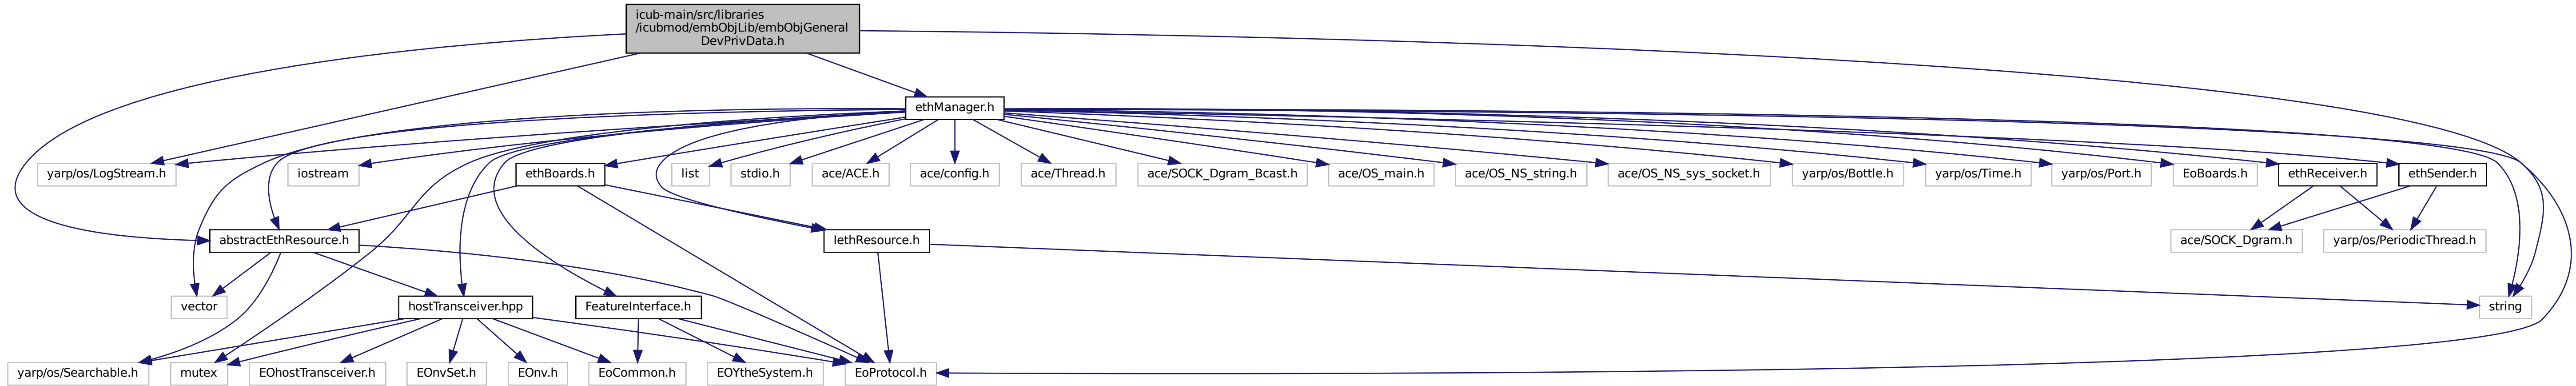 icub-main/src/libraries
/icubmod/embObjLib/embObjGeneral
DevPrivData.h
ethManager.h
yarp/os/LogStream.h
iostream
ethBoards.h
list
stdio.h
ace/ACE.h
ace/config.h
ace/Thread.h
ace/SOCK_Dgram_Bcast.h
ace/OS_main.h
ace/OS_NS_string.h
ace/OS_NS_sys_socket.h
yarp/os/Bottle.h
yarp/os/Time.h
yarp/os/Port.h
EoBoards.h
ethReceiver.h
ethSender.h
abstractEthResource.h
IethResource.h
ace/SOCK_Dgram.h
yarp/os/PeriodicThread.h
vector
hostTransceiver.hpp
FeatureInterface.h
string
yarp/os/Searchable.h
mutex
EOhostTransceiver.h
EOnvSet.h
EOnv.h
EoCommon.h
EOYtheSystem.h
EoProtocol.h